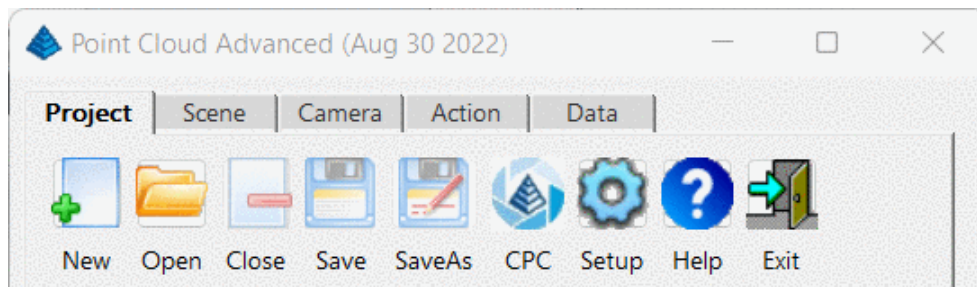 Point Cloud Advanced (Aug 30 2022)
Project Scene Camera Action Data
New Open Close Save SaveAs CPC Setup Help Exit